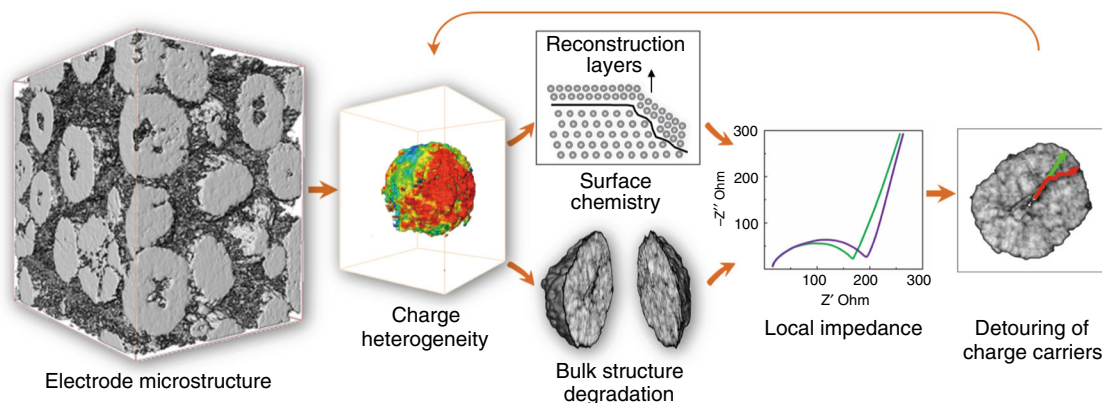 Electrode microstructure
Charge
heterogeneity
Reconstruction
layers
Surface
chemistry
Bulk structure
degradation
300
200
100
–Z″ Ohm
100 200 300
Z′ Ohm
Local impedance
Detouring of
charge carriers